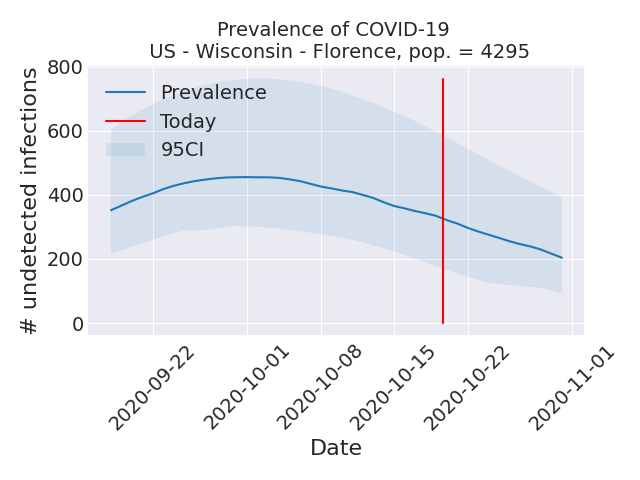 Prevalence of COVID-19
US - Wisconsin - Florence, pop. = 4295
# undetected infections
800
600
400
200
0
Prevalence
Today
95CI
2020-09-22
2020-10-01
2020-10-08
2020-10-15
2020-10-22
2020-11-01
Date